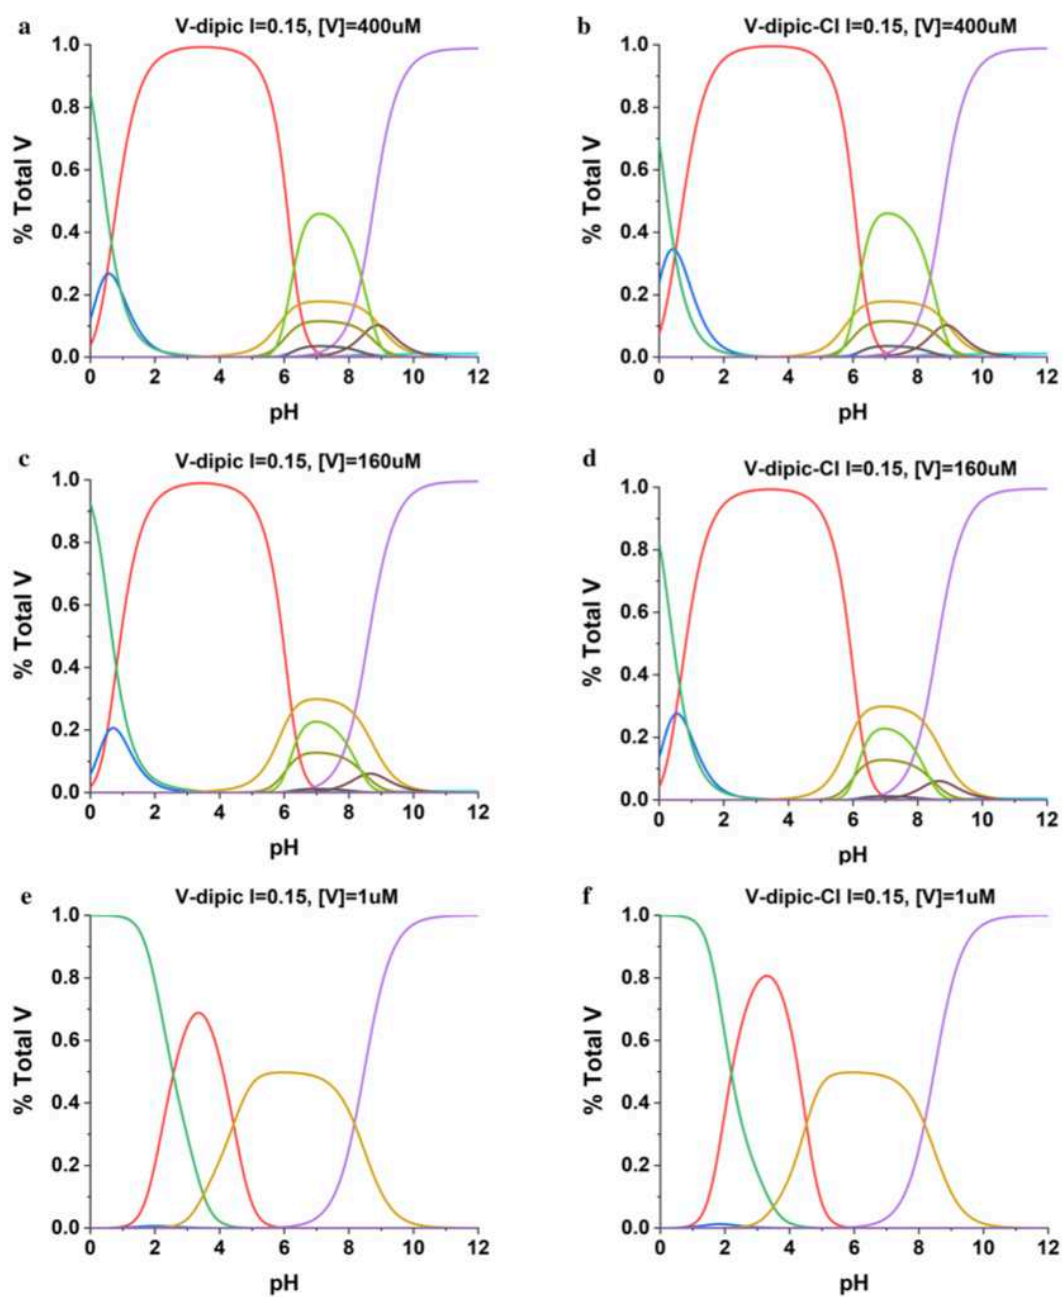 a
V-dipic I=0.15, [V]=400uM
% Total V
1.0
0.8
0.6
0.4
0.2
0.0
0 2 4 6 8 10 12
pH
b
V-dipic-Cl I=0.15, [V]=400uM
% Total V
1.0
0.8
0.6
0.4
0.2
0.0
0 2 4 6 8 10 12
pH
c
V-dipic I=0.15, [V]=160uM
% Total V
1.0
0.8
0.6
0.4
0.2
0.0
0 2 4 6 8 10 12
pH
d
V-dipic-Cl I=0.15, [V]=160uM
% Total V
1.0
0.8
0.6
0.4
0.2
0.0
0 2 4 6 8 10 12
pH
e
V-dipic I=0.15, [V]=1uM
% Total V
1.0
0.8
0.6
0.4
0.2
0.0
0 2 4 6 8 10 12
pH
f
V-dipic-Cl I=0.15, [V]=1uM
% Total V
1.0
0.8
0.6
0.4
0.2
0.0
0 2 4 6 8 10 12
pH